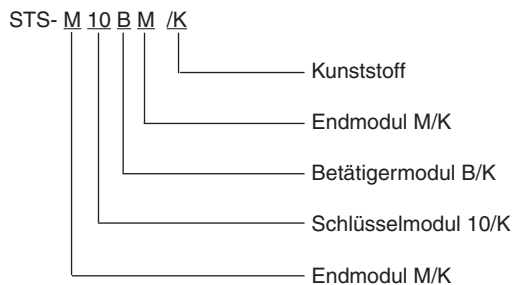 STS- M 10 B M /K
Kunststoff
Endmodul M/K
Betätigermodul B/K
Schlüsselmodul 10/K
Endmodul M/K